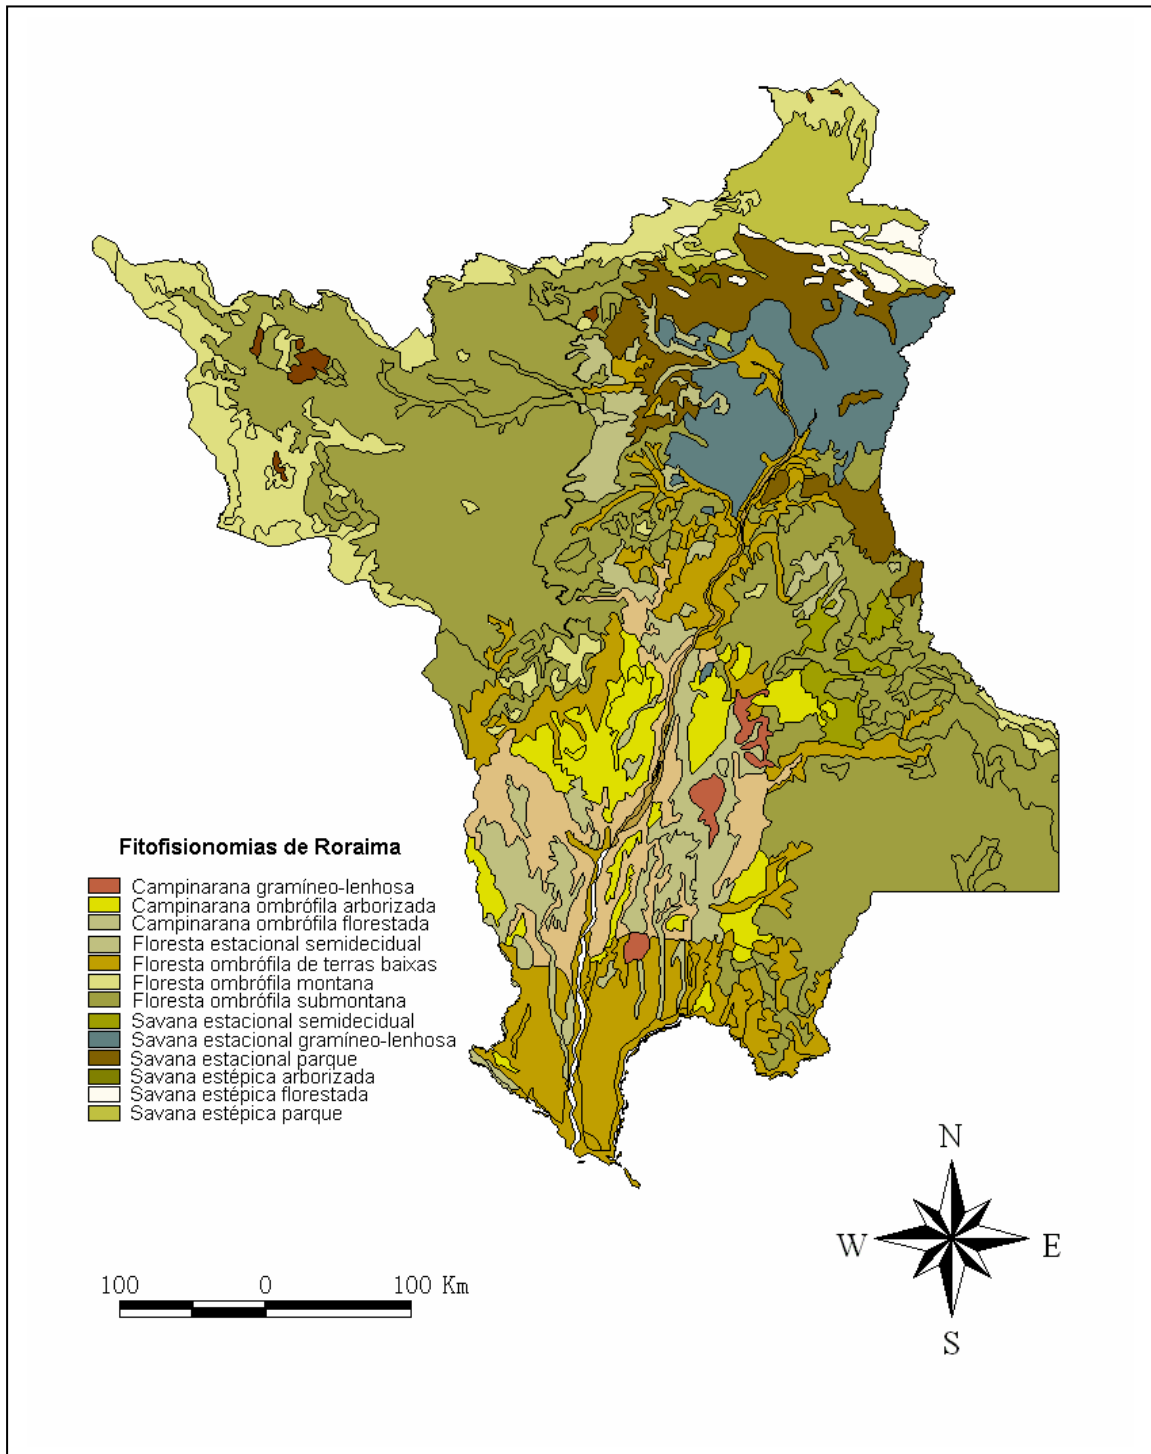 Fitofisionomias de Roraima
Campinarana gramíneo-lenhosa
Campinarana ombrófila arborizada
Campinarana ombrófila florestada
Floresta estacional semidecidual
Floresta ombrófila de terras baixas
Floresta ombrófila montana
Floresta ombrófila submontana
Savana estacional semidecidual
Savana estacional gramíneo-lenhosa
Savana estacional parque
Savana estépica arborizada
Savana estépica florestada
Savana estépica parque
N
W E
S
100 0 100 Km